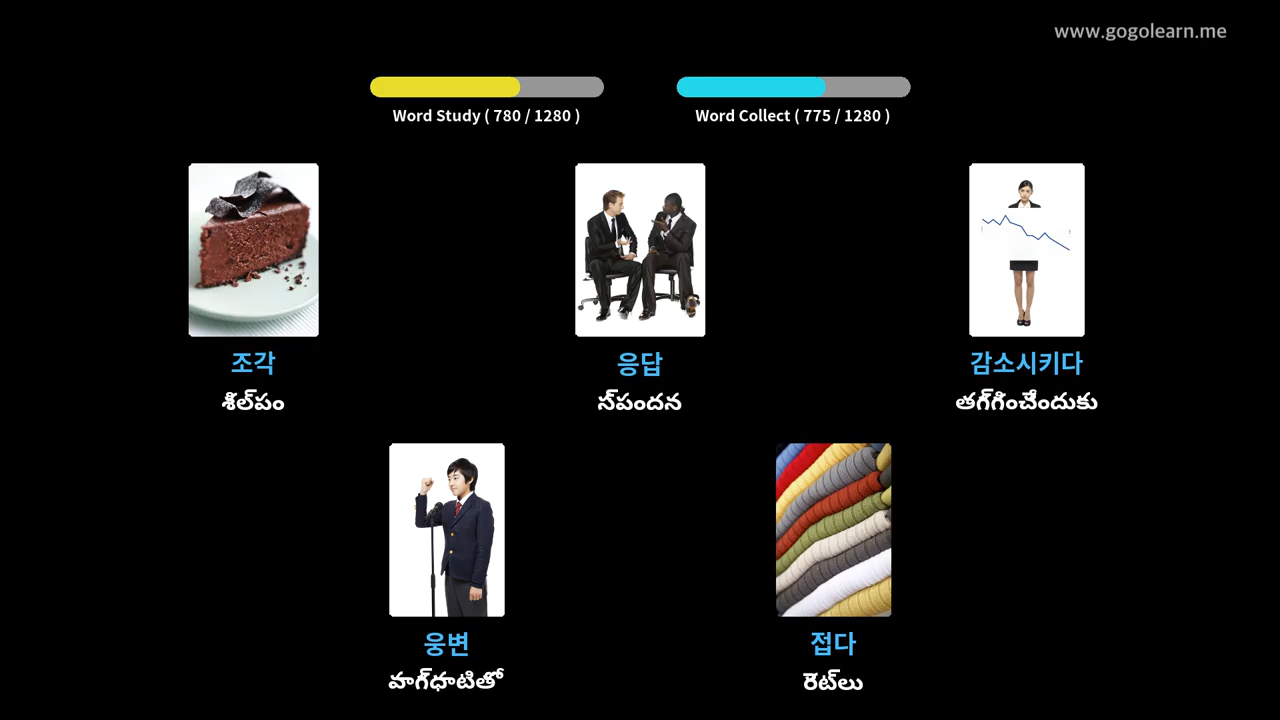 www.gogolearn.me
Word Study ( 780 / 1280 )
Word Collect ( 775 / 1280 )
조각
응답
감소시키다
శిల్పం
స్పందన
తగ్గించేందుకు
웅변
접다
వాగ్ధాటితో
రెట్లు